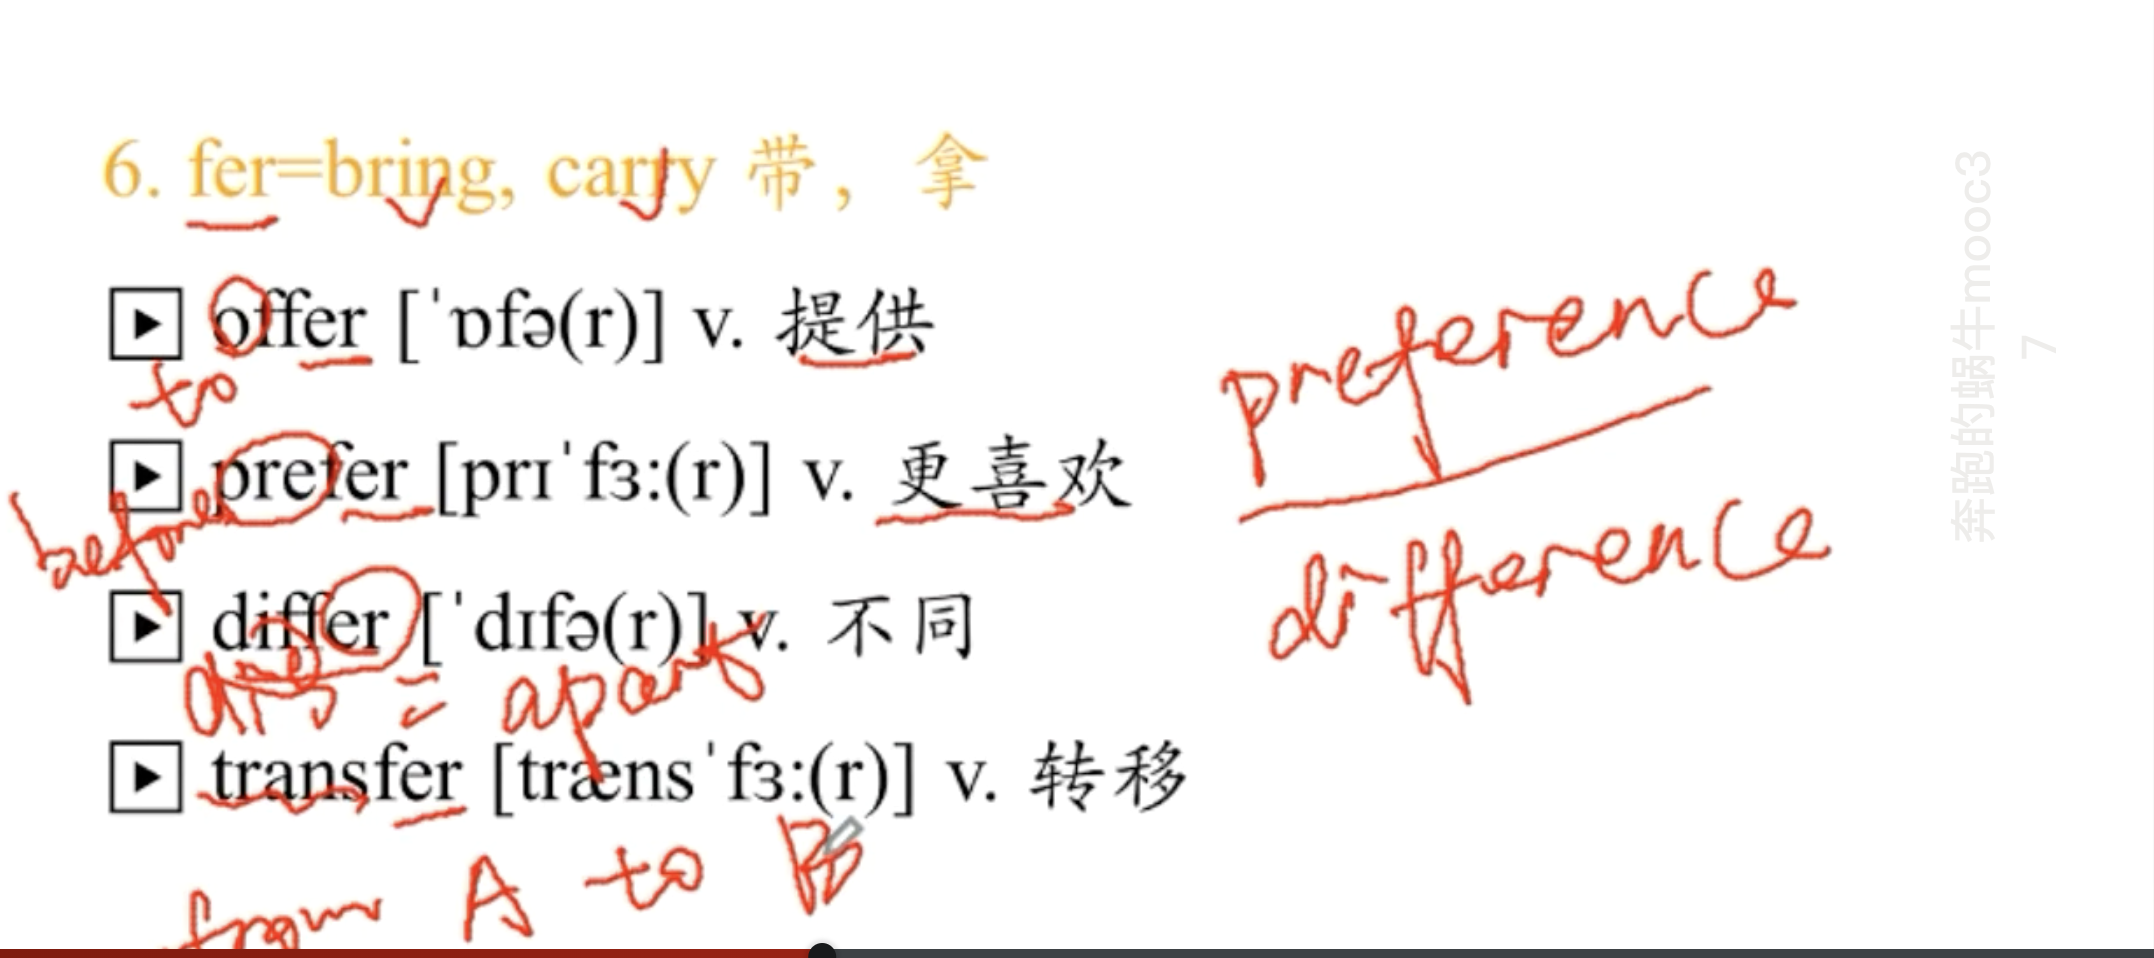 6. fer=bring, carry 带，拿
offer [ˈɒfə(r)] v. 提供
to
prefer [prɪˈfɜ:(r)] v. 更喜欢
before
differ [ˈdɪfə(r)] v. 不同
dis = apart
transfer [trænsˈfɜ:(r)] v. 转移
from A to B
preference
difference
奔跑的蜗牛mooc3
7